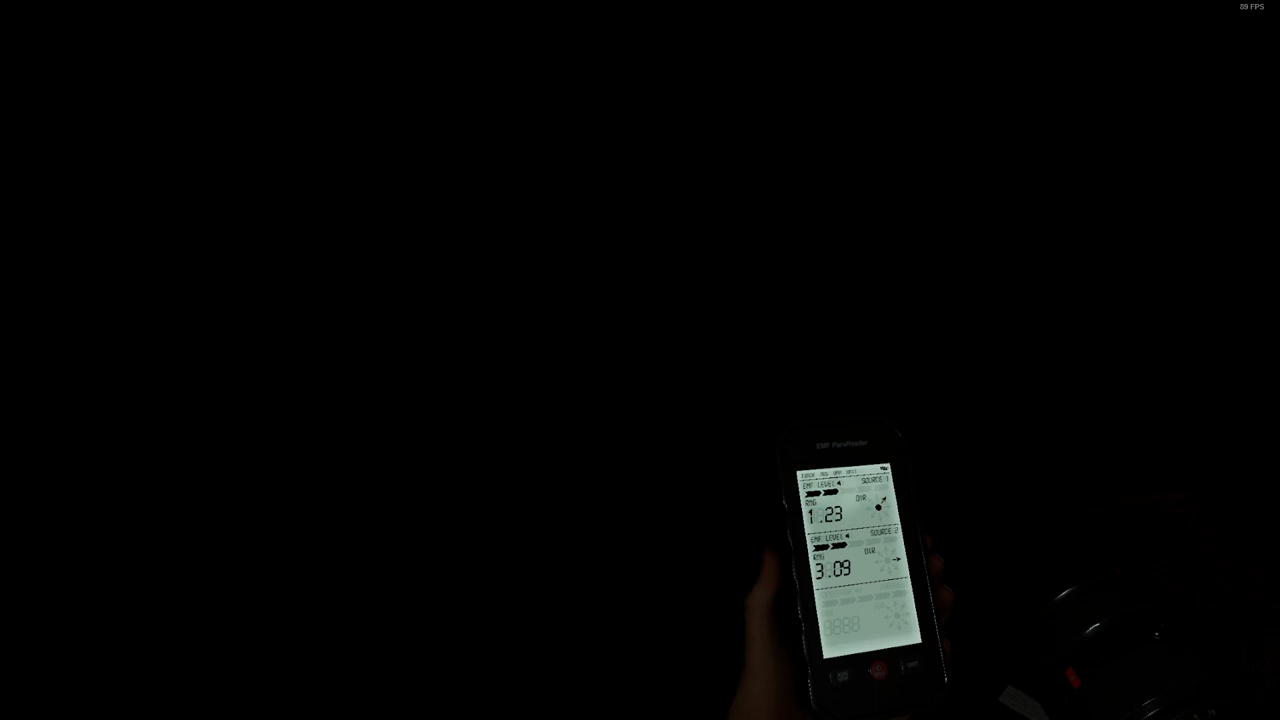 89 FPS
EMF ParaReader
EMF LEVEL
SOURCE 1
RNG
DIR
1.23
EMF LEVEL
SOURCE 2
RNG
DIR
3.09